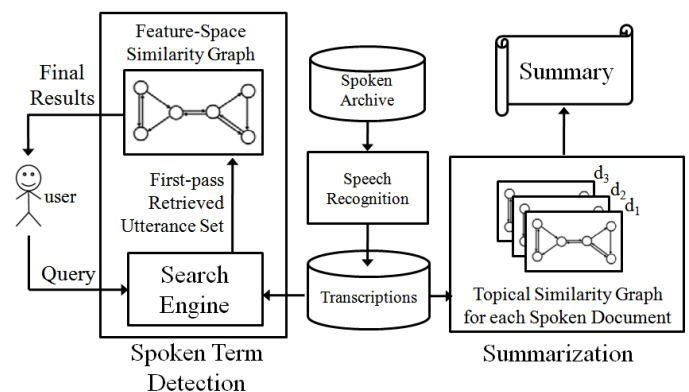 Feature-Space
Similarity Graph
Final
Results
user
First-pass
Retrieved
Utterance Set
Query
Search
Engine
Spoken Term
Detection
Spoken
Archive
Speech
Recognition
Transcriptions
Summary
d3
d2
d1
Topical Similarity Graph
for each Spoken Document
Summarization